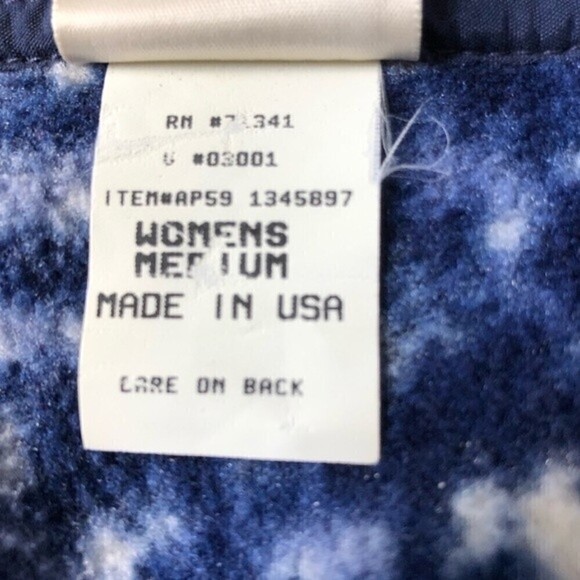 RN
#03001
ITEM#AP59 1345897
WOMENS
MEDIUM
MADE IN USA
CARE ON BACK